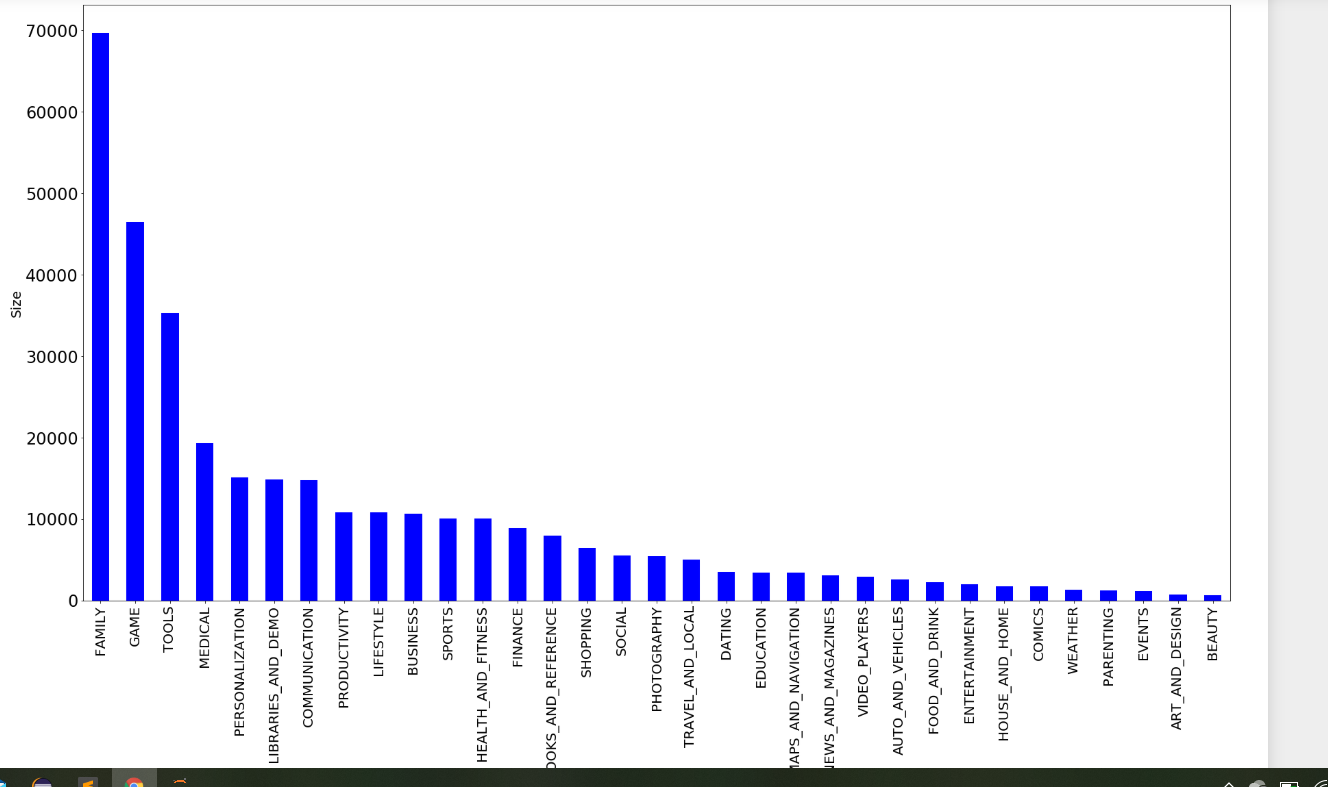 70000
60000
50000
40000
30000
20000
10000
0
Size
FAMILY
GAME
TOOLS
MEDICAL
PERSONALIZATION
LIBRARIES_AND_DEMO
COMMUNICATION
PRODUCTIVITY
LIFESTYLE
BUSINESS
SPORTS
HEALTH_AND_FITNESS
FINANCE
OOKS_AND_REFERENCE
SHOPPING
SOCIAL
PHOTOGRAPHY
TRAVEL_AND_LOCAL
DATING
EDUCATION
MAPS_AND_NAVIGATION
NEWS_AND_MAGAZINES
VIDEO_PLAYERS
AUTO_AND_VEHICLES
FOOD_AND_DRINK
ENTERTAINMENT
HOUSE_AND_HOME
COMICS
WEATHER
PARENTING
EVENTS
ART_AND_DESIGN
BEAUTY